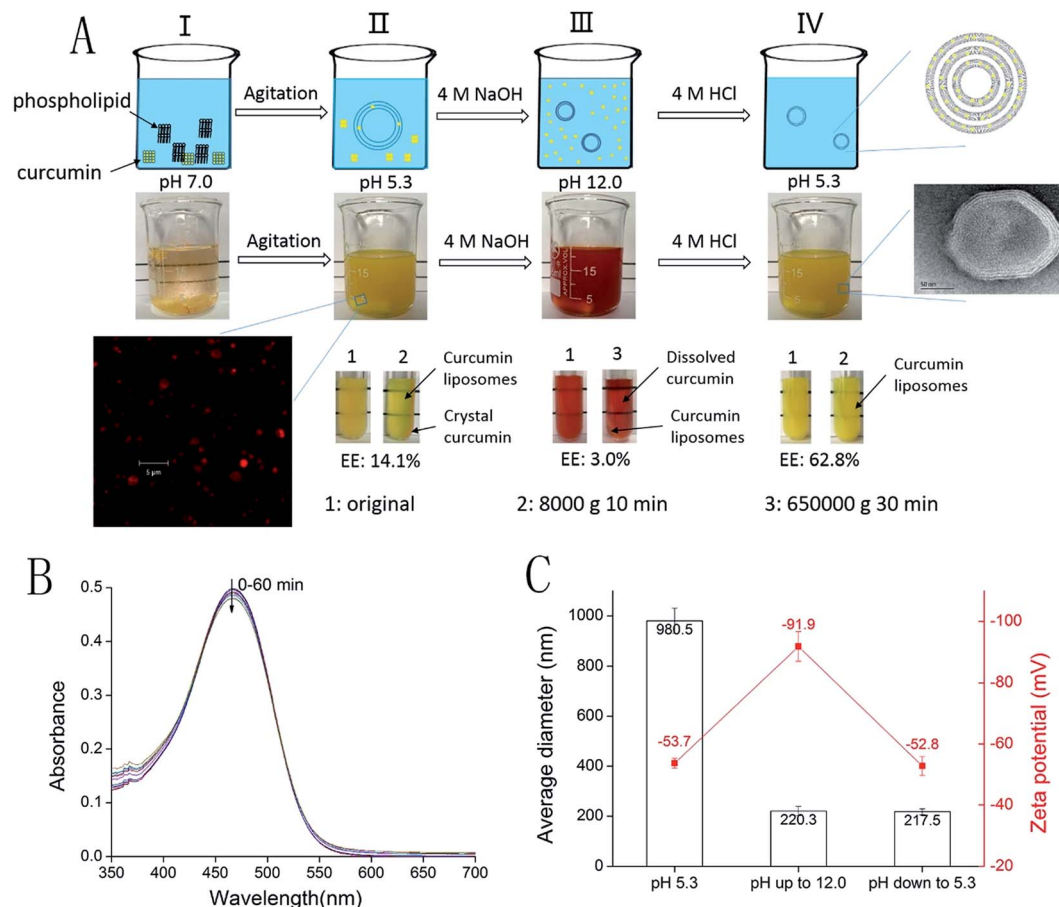 A
I
II
III
IV
phospholipid
curcumin
Agitation
4 M NaOH
4 M HCl
pH 7.0
pH 5.3
pH 12.0
pH 5.3
Agitation
4 M NaOH
4 M HCl
15
5
15
5
APPROX VOL
15
5
50 nm
5 μm
1
2
Curcumin
liposomes
Crystal
curcumin
EE: 14.1%
1
3
Dissolved
curcumin
Curcumin
liposomes
EE: 3.0%
1
2
Curcumin
liposomes
EE: 62.8%
1: original
2: 8000 g 10 min
3: 650000 g 30 min
B
0-60 min
Absorbance
0.5
0.4
0.3
0.2
0.1
0.0
350 400 450 500 550 600 650 700
Wavelength(nm)
C
Average diameter (nm)
1000
800
600
400
200
0
980.5
220.3
217.5
-53.7
-91.9
-52.8
-100
-80
-60
-40
-20
Zeta potential (mV)
pH 5.3 pH up to 12.0 pH down to 5.3